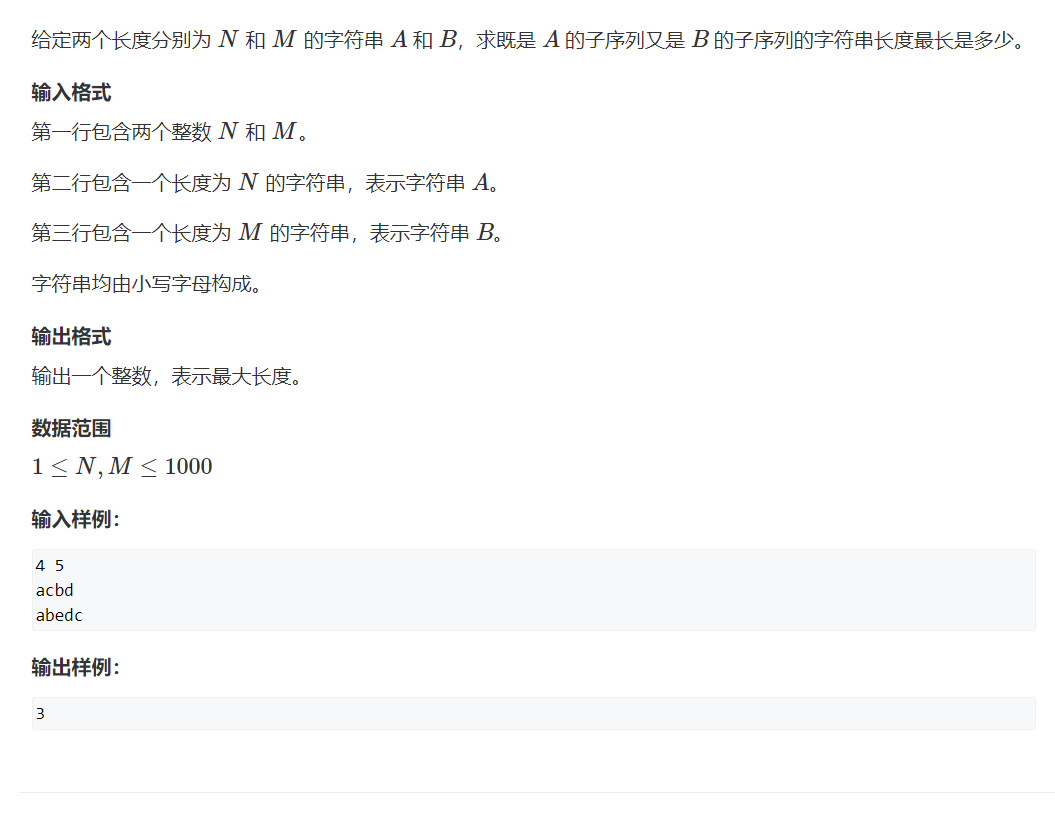 给定两个长度分别为 N 和 M 的字符串 A 和 B，求既是 A 的子序列又是 B 的子序列的字符串长度最长是多少。
输入格式
第一行包含两个整数 N 和 M。
第二行包含一个长度为 N 的字符串，表示字符串 A。
第三行包含一个长度为 M 的字符串，表示字符串 B。
字符串均由小写字母构成。
输出格式
输出一个整数，表示最大长度。
数据范围
1 ≤ N, M ≤ 1000
输入样例：
4 5
acbd
abedc
输出样例：
3